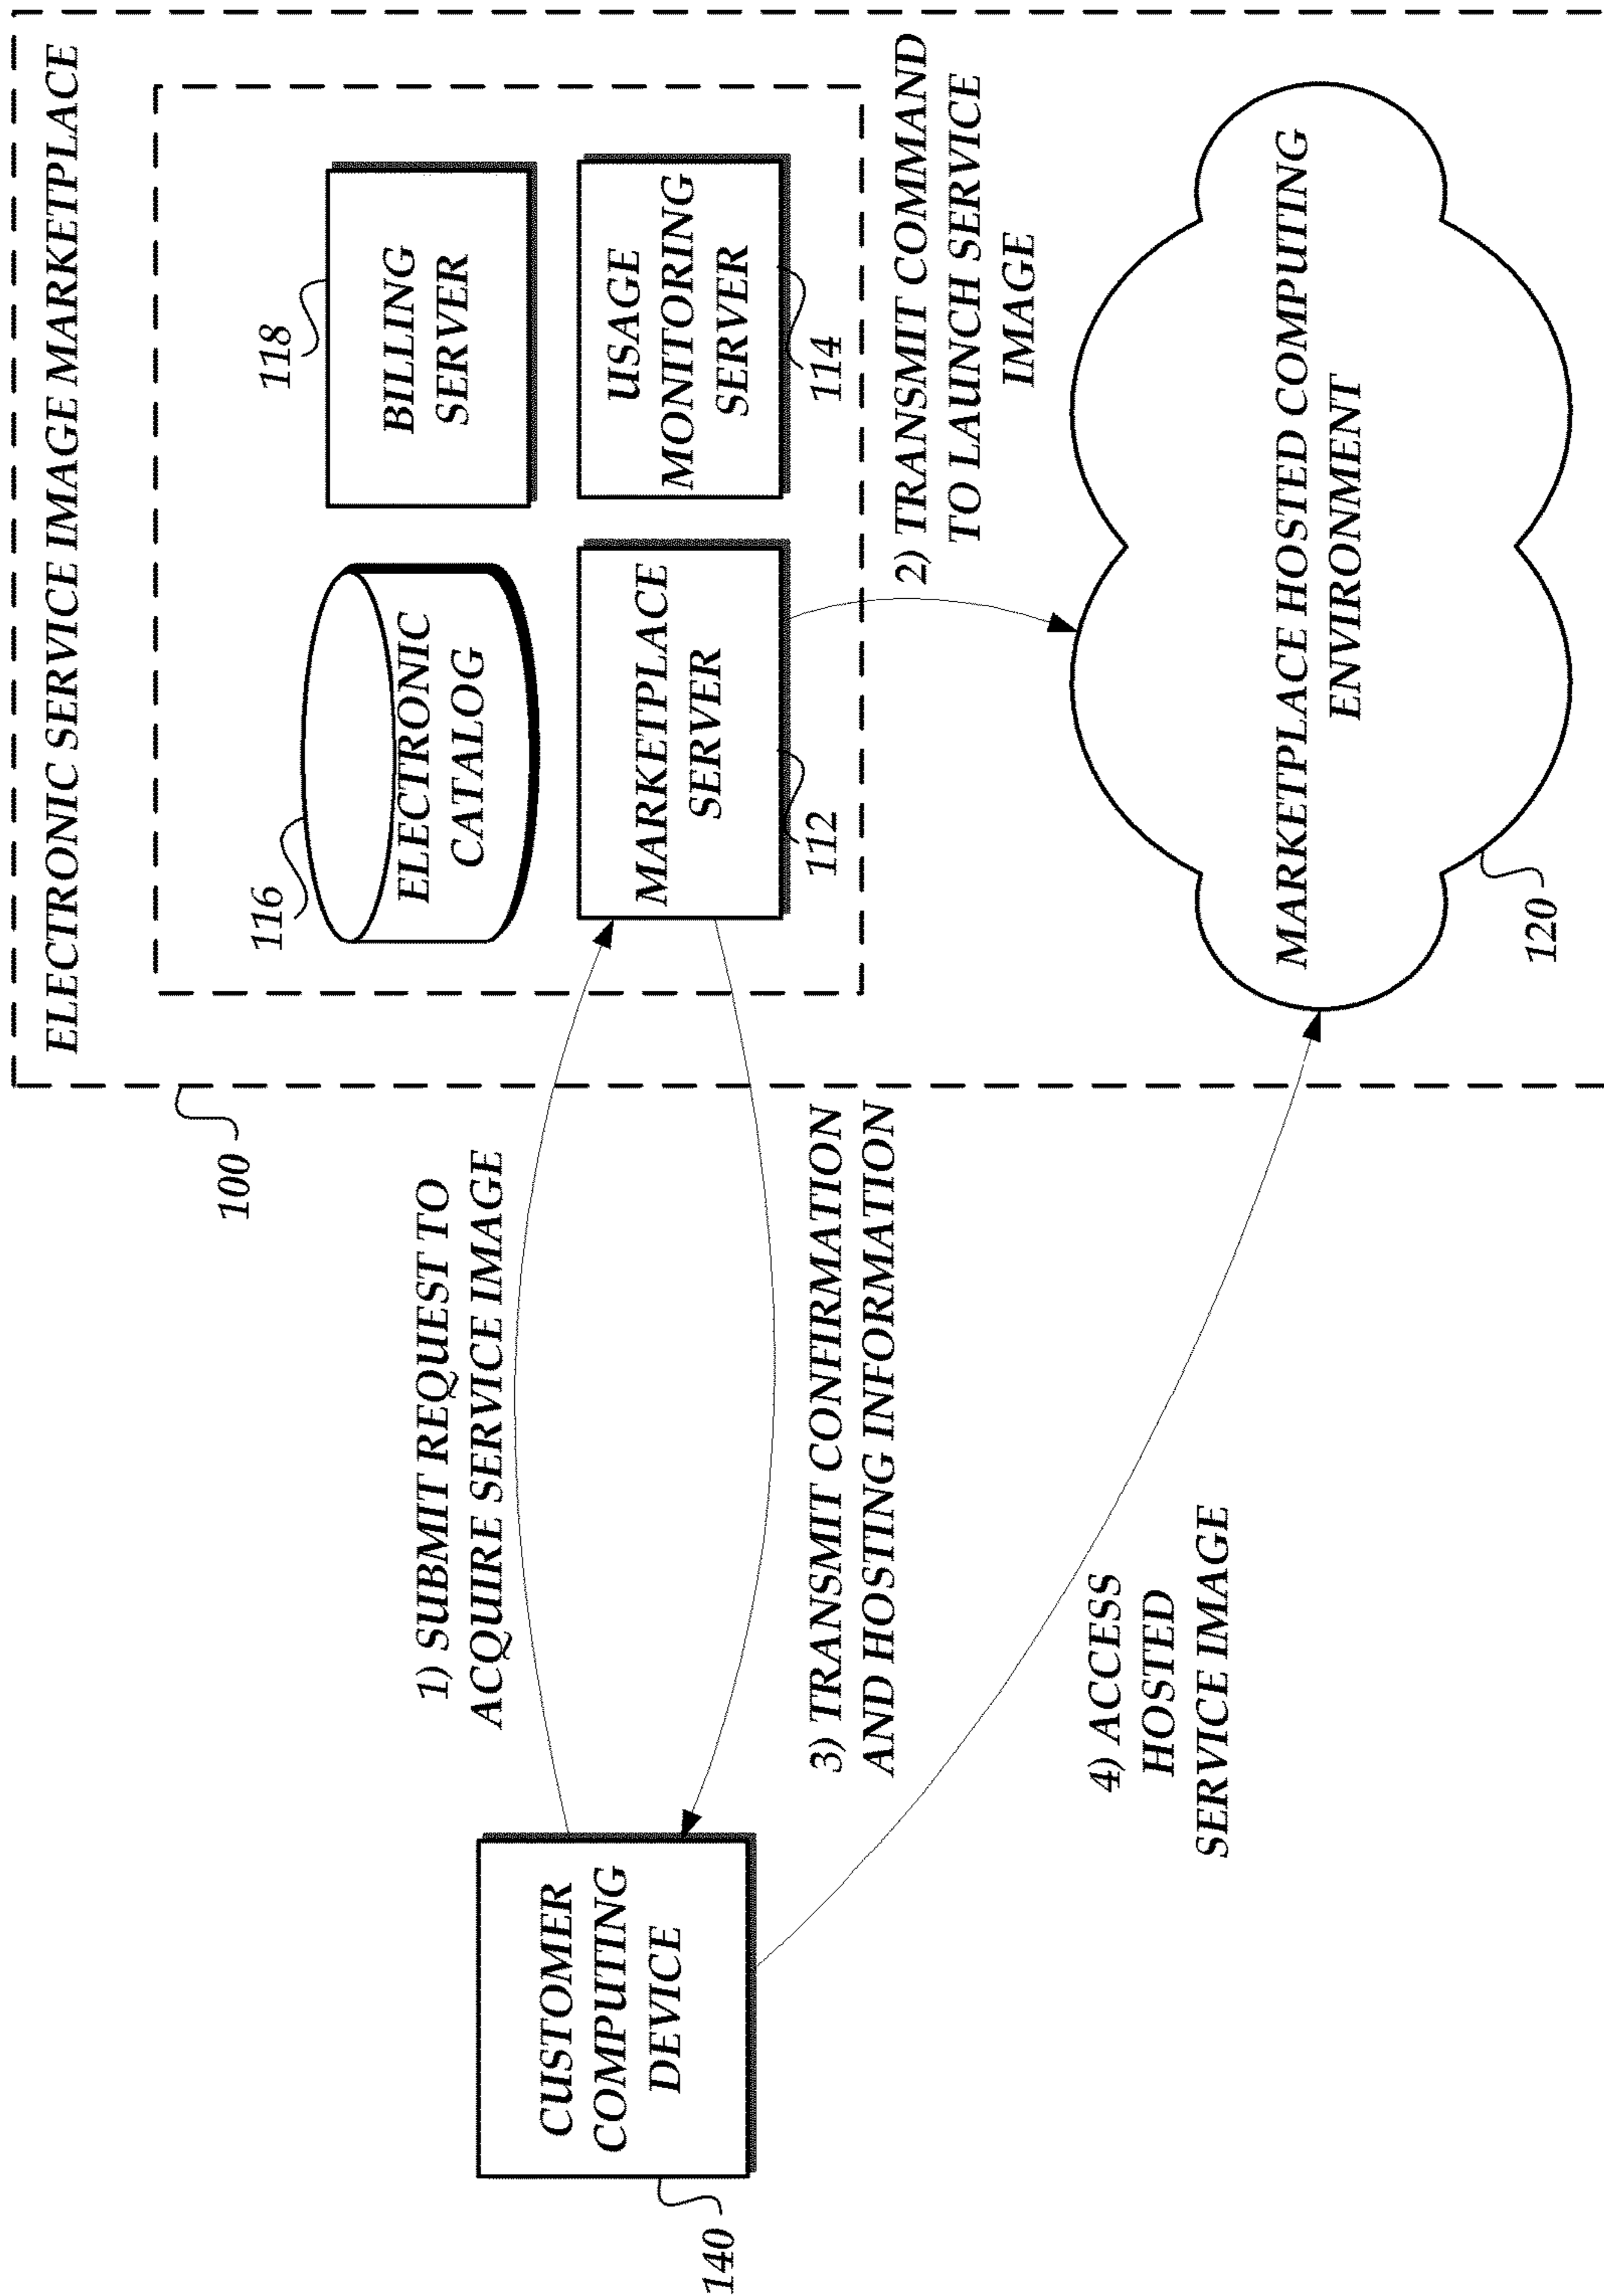 ELECTRONIC SERVICE IMAGE MARKETPLACE
100
116
ELECTRONIC
CATALOG
118
BILLING
SERVER
MARKETPLACE
SERVER
112
USAGE
MONITORING
SERVER
114
1) SUBMIT REQUEST TO
ACQUIRE SERVICE IMAGE
2) TRANSMIT COMMAND
TO LAUNCH SERVICE
IMAGE
CUSTOMER
COMPUTING
DEVICE
140
3) TRANSMIT CONFIRMATION
AND HOSTING INFORMATION
4) ACCESS
HOSTED
SERVICE IMAGE
MARKETPLACE HOSTED COMPUTING
ENVIRONMENT
120